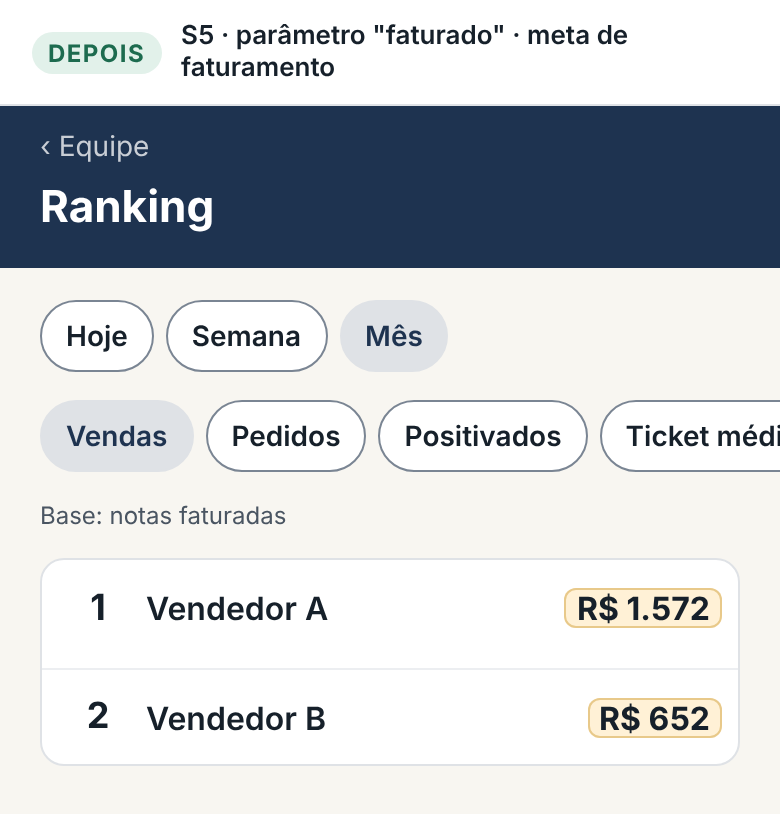 DEPOIS
S5 · parâmetro "faturado" · meta de
faturamento
‹ Equipe
Ranking
Hoje Semana Mês
Vendas Pedidos Positivados Ticket médi
Base: notas faturadas
1 Vendedor A R$ 1.572
2 Vendedor B R$ 652